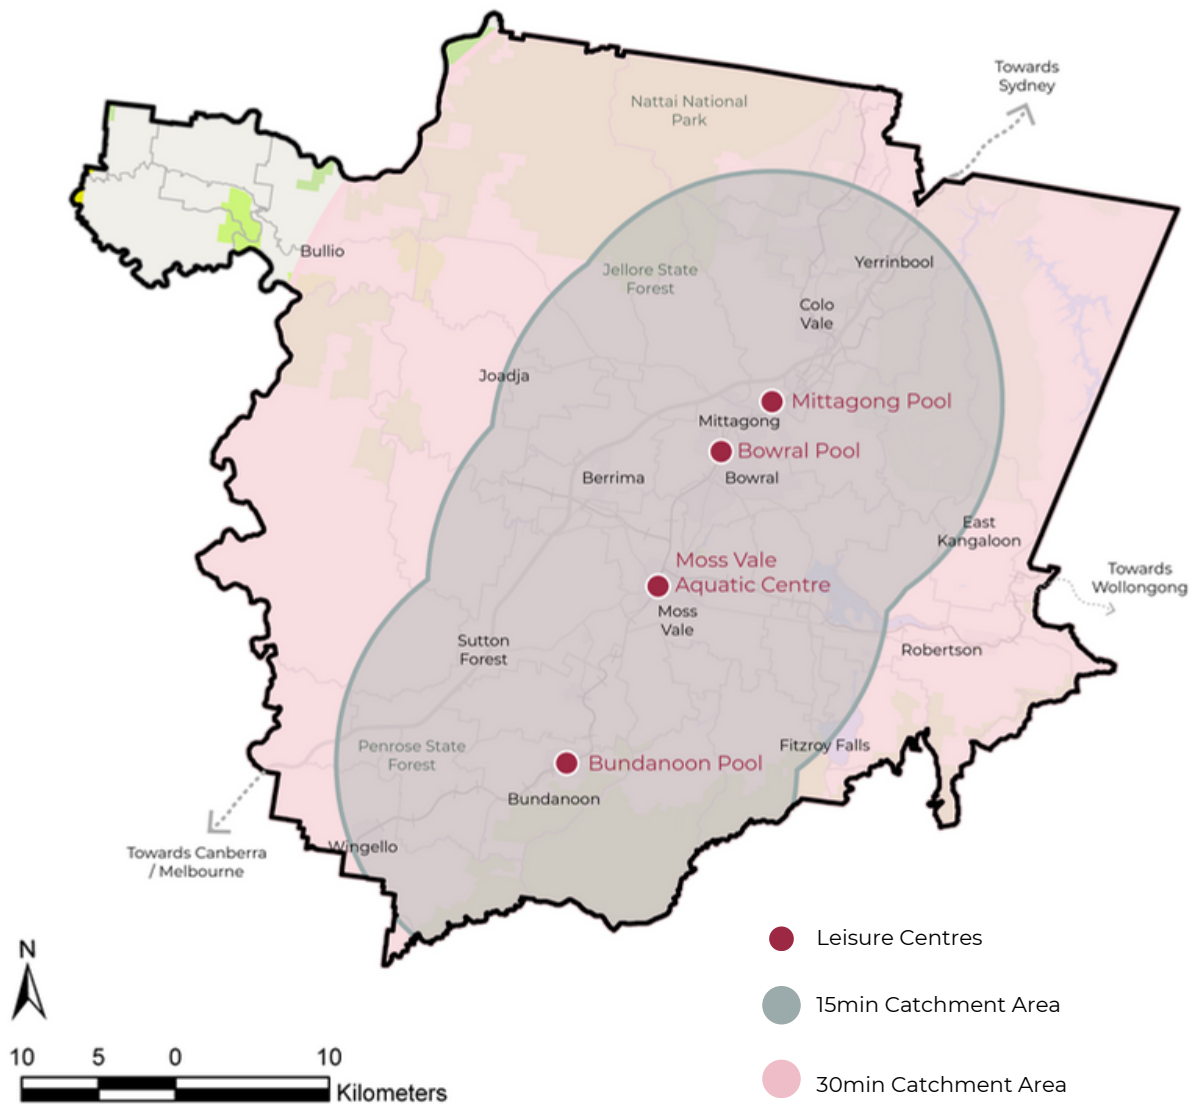 Towards
Sydney
Nattai National
Park
Bullio
Yerrinbool
Jellore State
Forest
Colo
Vale
Joadja
Mittagong Pool
Mittagong
Bowral Pool
Berrima
Bowral
East
Kangaloon
Moss Vale
Aquatic Centre
Towards
Wollongong
Moss
Vale
Sutton
Forest
Robertson
Penrose State
Forest
Fitzroy Falls
Bundanoon Pool
Bundanoon
Wingello
Towards Canberra
/ Melbourne
Leisure Centres
15min Catchment Area
30min Catchment Area
N
10 5 0 10
Kilometers